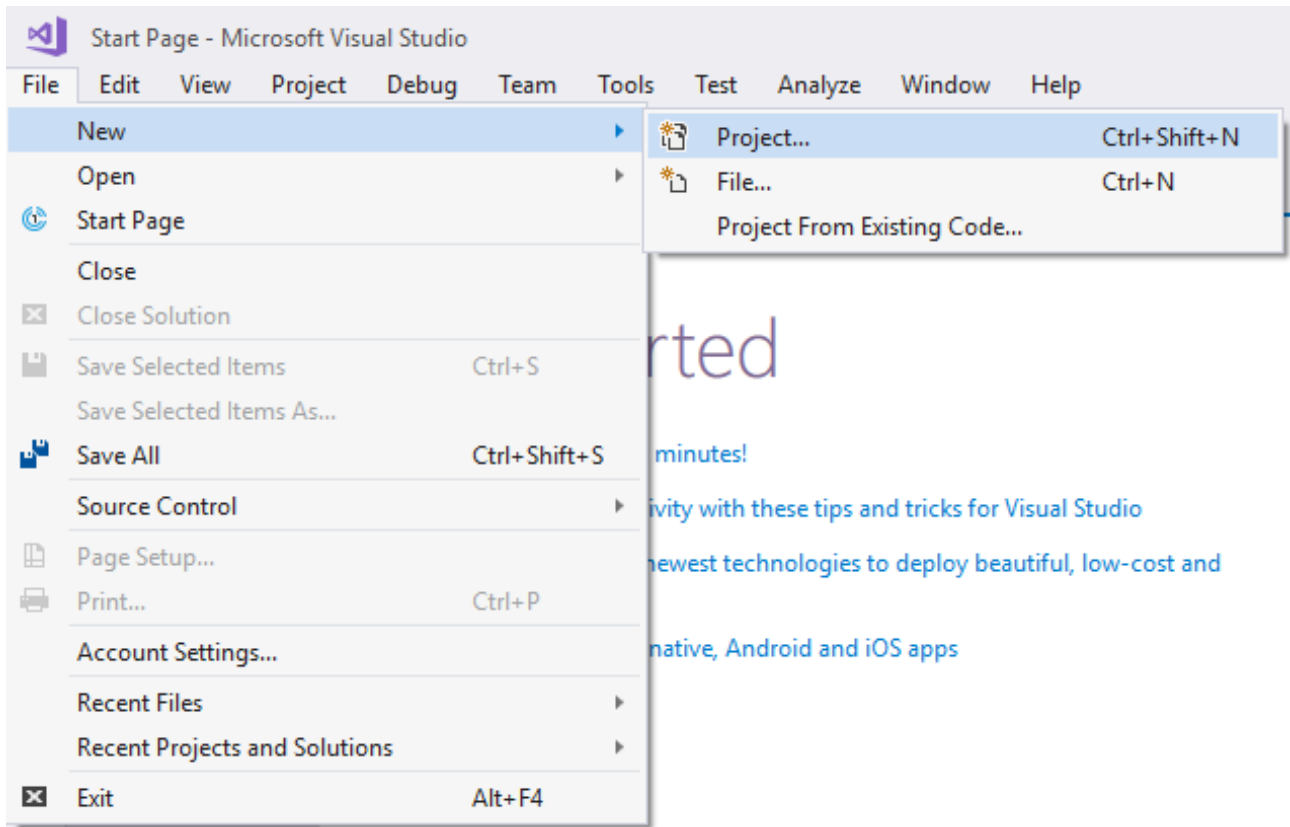 Start Page - Microsoft Visual Studio
File Edit View Project Debug Team Tools Test Analyze Window Help
New
Open
Start Page
Close
Close Solution
Save Selected Items Ctrl+S
Save Selected Items As...
Save All Ctrl+Shift+S
Source Control
Page Setup...
Print... Ctrl+P
Account Settings...
Recent Files
Recent Projects and Solutions
Exit Alt+F4
Project... Ctrl+Shift+N
File... Ctrl+N
Project From Existing Code...
rted
minutes!
ivity with these tips and tricks for Visual Studio
newest technologies to deploy beautiful, low-cost and
native, Android and iOS apps